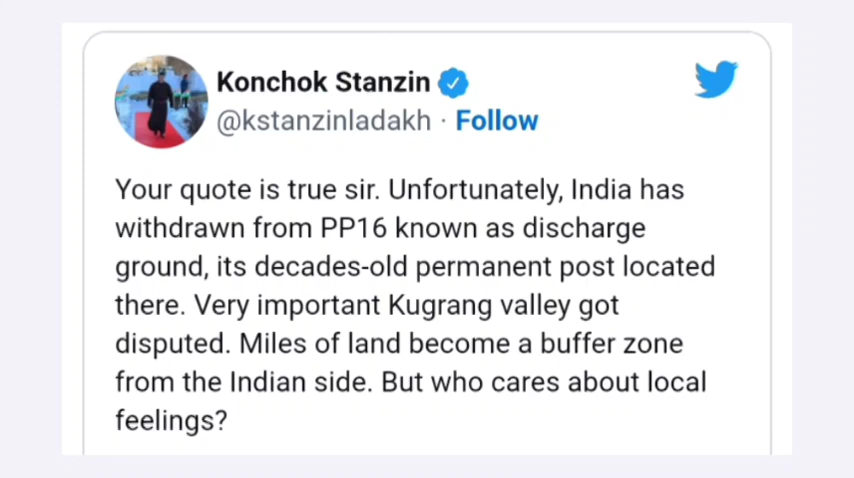 Konchok Stanzin
@kstanzinladakh · Follow
Your quote is true sir. Unfortunately, India has
withdrawn from PP16 known as discharge
ground, its decades-old permanent post located
there. Very important Kugrang valley got
disputed. Miles of land become a buffer zone
from the Indian side. But who cares about local
feelings?